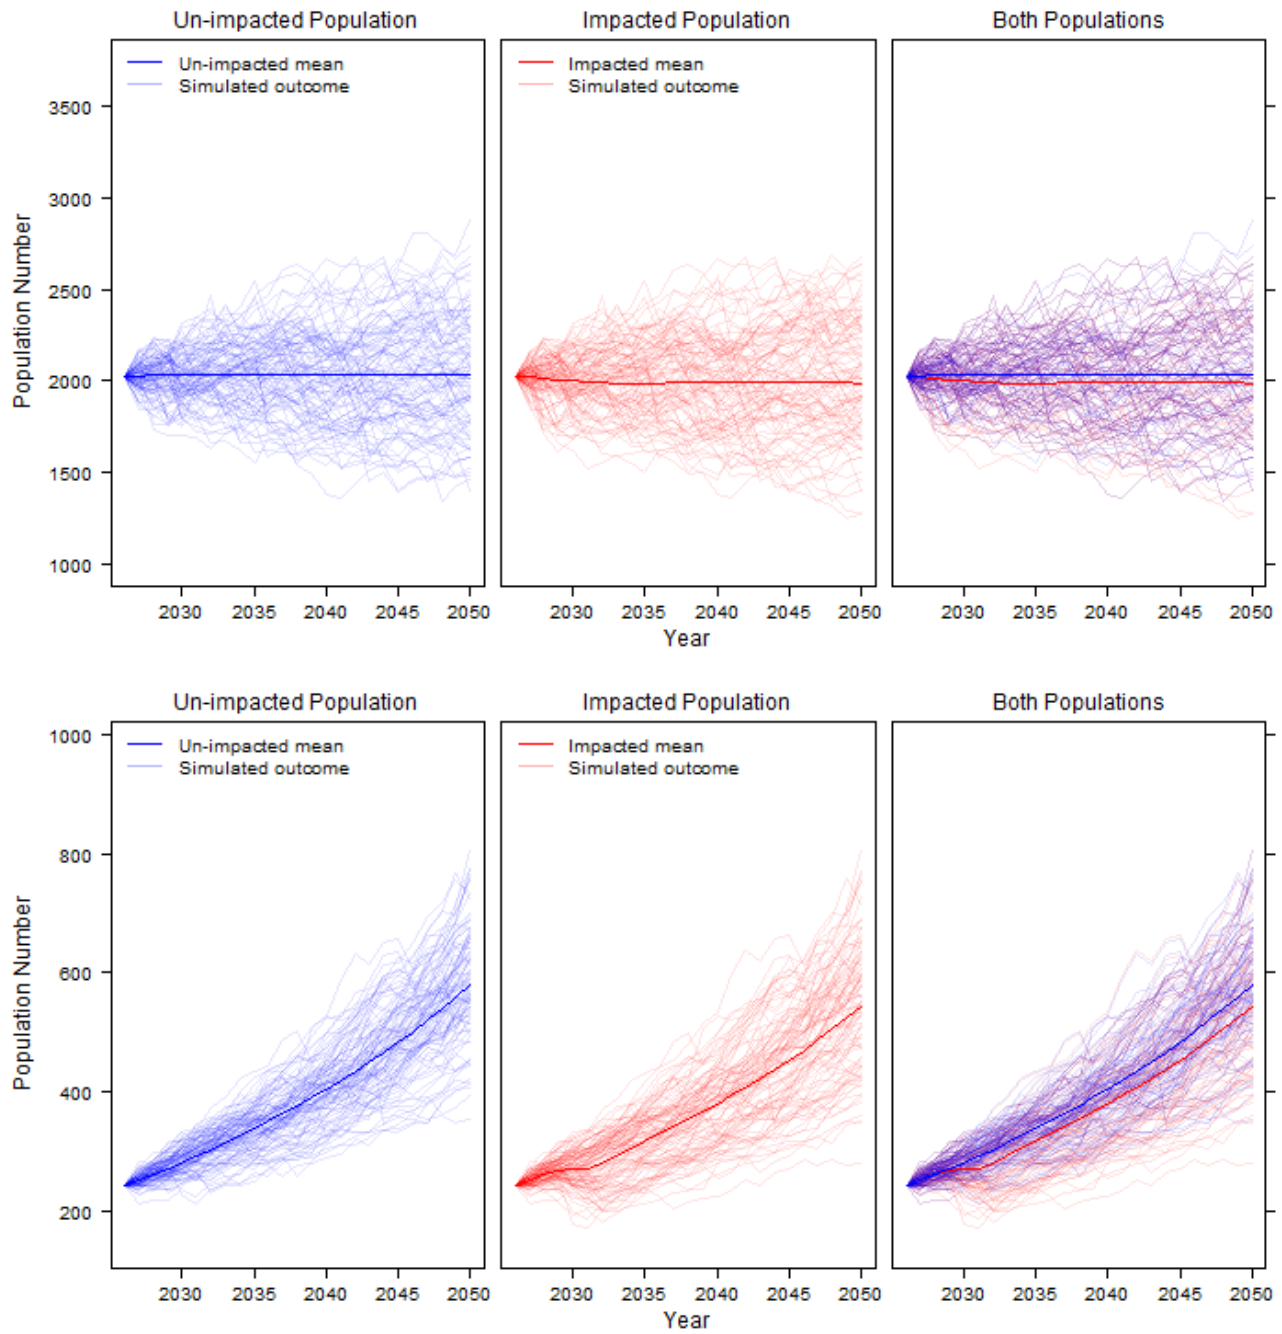 Un-impacted Population Impacted Population Both Populations
Un-impacted mean Impacted mean
Simulated outcome Simulated outcome
3500
3000
2500
2000
1500
1000
Population Number
2030 2035 2040 2045 2050 2030 2035 2040 2045 2050 2030 2035 2040 2045 2050
Year
Un-impacted Population Impacted Population Both Populations
1000
Un-impacted mean Impacted mean
Simulated outcome Simulated outcome
800
600
400
200
Population Number
2030 2035 2040 2045 2050 2030 2035 2040 2045 2050 2030 2035 2040 2045 2050
Year